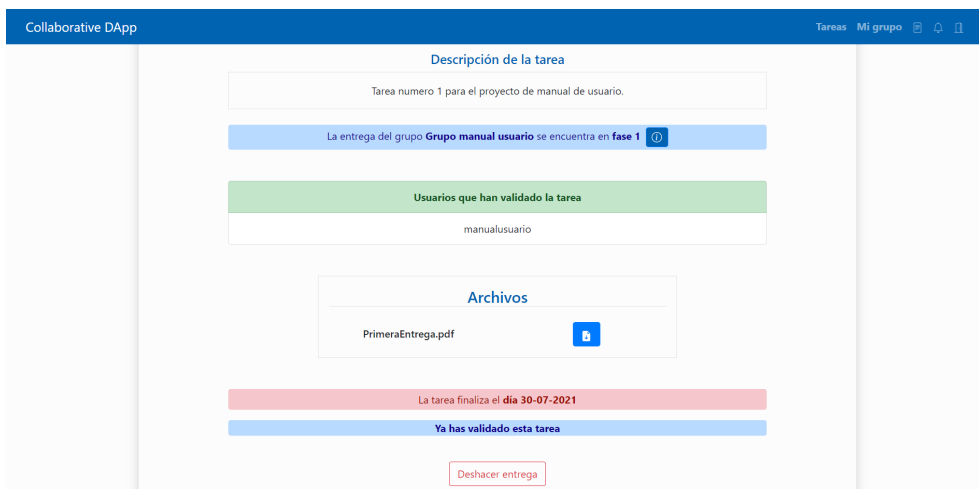 Collaborative DApp
Tareas Mi grupo
Descripción de la tarea
Tarea numero 1 para el proyecto de manual de usuario.
La entrega del grupo Grupo manual usuario se encuentra en fase 1
Usuarios que han validado la tarea
manualusuario
Archivos
PrimeraEntrega.pdf
La tarea finaliza el día 30-07-2021
Ya has validado esta tarea
Deshacer entrega